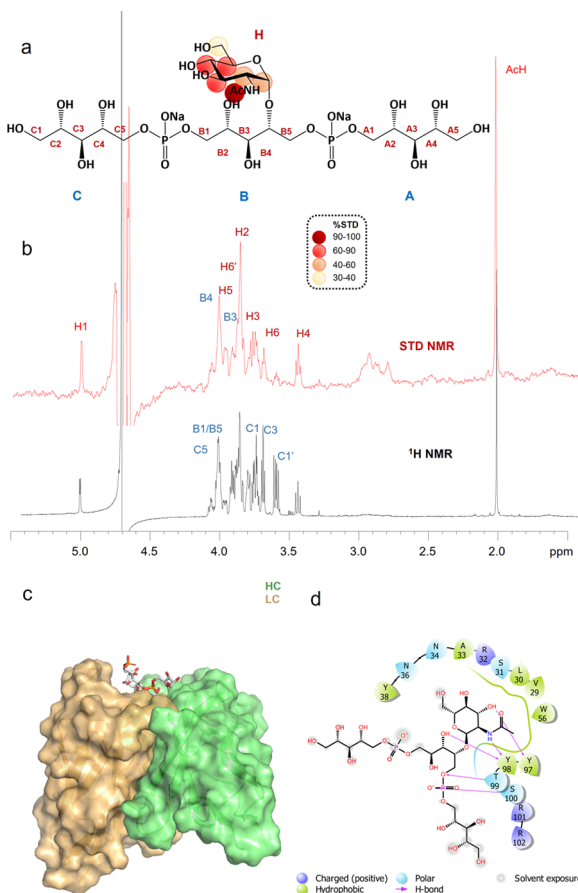 a
H
HO
HO
HO
O
AcNH
O
AcH
OH
OH
ONa
OH
ONa
OH
OH
HO
C1
C3
C5
O
P
O
B1
B3
B5
O
P
O
A1
A3
A5
OH
C2
C4
O
B2
B4
O
A2
A4
OH
OH
OH
C
B
A
b
%STD
90-100
60-90
40-60
30-40
H2
H6'
B4
H5
B3
H3
H1
H6
H4
STD NMR
B1/B5
C1
C3
C5
C1'
¹H NMR
5.0
4.5
4.0
3.5
3.0
2.5
2.0
ppm
HC
LC
c
d
A
33
R
32
N
34
S
31
N
36
L
30
Y
38
V
29
W
56
Y
98
Y
97
T
99
S
100
R
101
R
102
Charged (positive)
Polar
Solvent exposure
Hydrophobic
H-bond